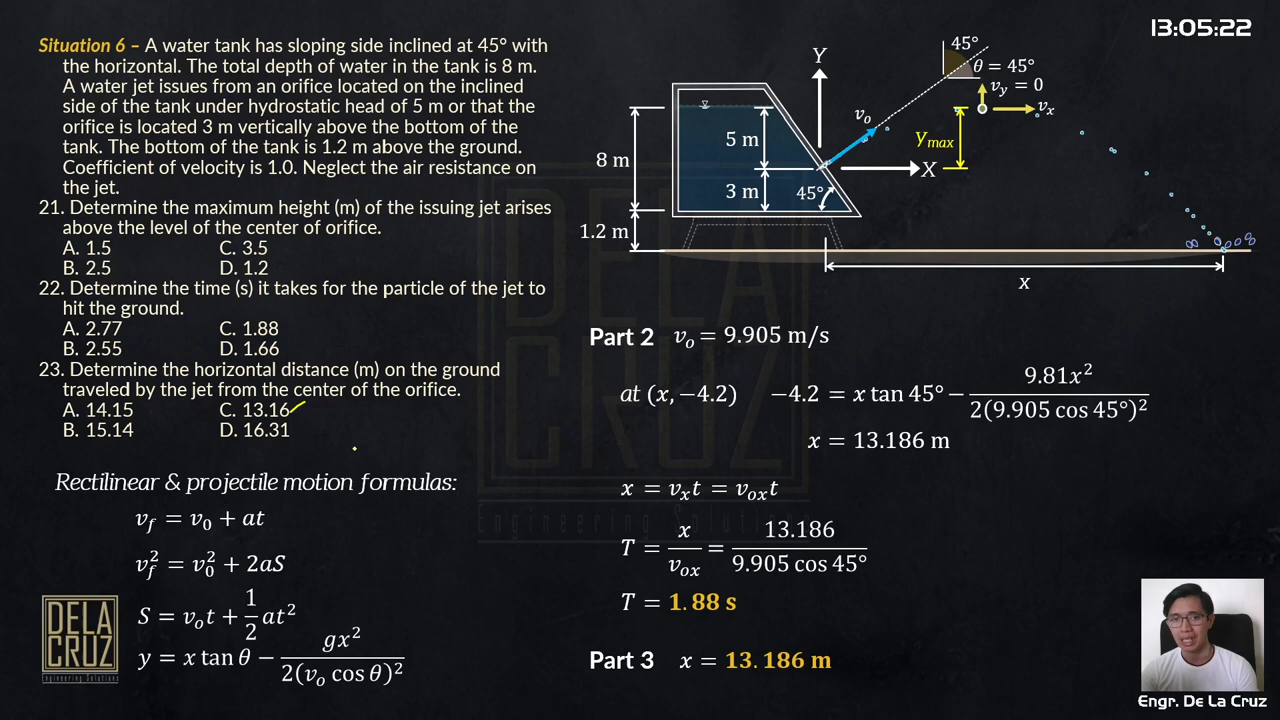 13:05:22
Situation 6 – A water tank has sloping side inclined at 45° with
the horizontal. The total depth of water in the tank is 8 m.
A water jet issues from an orifice located on the inclined
side of the tank under hydrostatic head of 5 m or that the
orifice is located 3 m vertically above the bottom of the
tank. The bottom of the tank is 1.2 m above the ground.
Coefficient of velocity is 1.0. Neglect the air resistance on
the jet.
21. Determine the maximum height (m) of the issuing jet arises
above the level of the center of orifice.
A. 1.5 C. 3.5
B. 2.5 D. 1.2
22. Determine the time (s) it takes for the particle of the jet to
hit the ground.
A. 2.77 C. 1.88
B. 2.55 D. 1.66
23. Determine the horizontal distance (m) on the ground
traveled by the jet from the center of the orifice.
A. 14.15 C. 13.16
B. 15.14 D. 16.31
Rectilinear & projectile motion formulas:
v_f = v_0 + at
v_f^2 = v_0^2 + 2aS
S = v_o t + 1/2 at^2
y = x tan θ − gx^2 / 2(v_o cos θ)^2
DELA
CRUZ
Engineering Solutions
Y
45°
θ = 45°
v_y = 0
v_x
v_o
y_max
5 m
8 m
X
3 m
45°
1.2 m
x
Part 2 v_o = 9.905 m/s
at (x, −4.2) −4.2 = x tan 45° − 9.81x^2 / 2(9.905 cos 45°)^2
x = 13.186 m
x = v_x t = v_ox t
T = x / v_ox = 13.186 / 9.905 cos 45°
T = 1.88 s
Part 3 x = 13.186 m
DELA
CRUZ
Engineering Solutions
Engr. De La Cruz